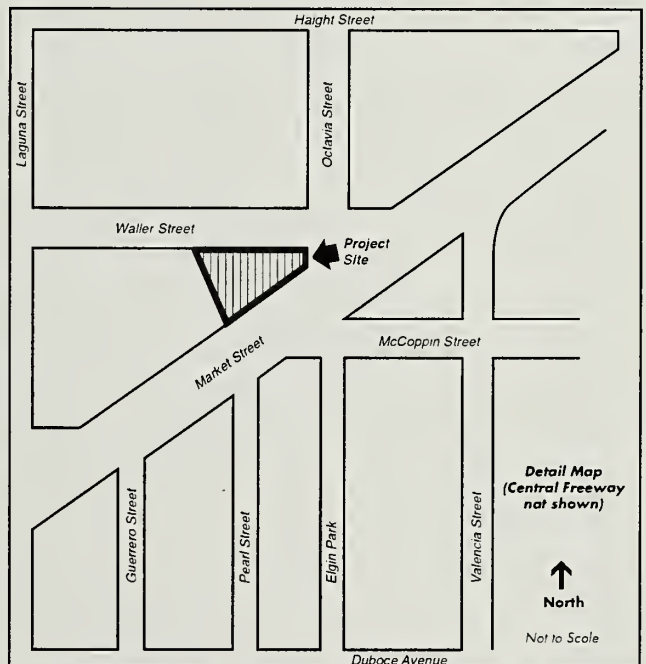 Haight Street
Laguna Street
Octavia Street
Waller Street
Project
Site
McCoppin Street
Market Street
Guerrero Street
Pearl Street
Elgin Park
Valencia Street
Detail Map
(Central Freeway
nat shown)
North
Not to Scale
Duboce Avenue